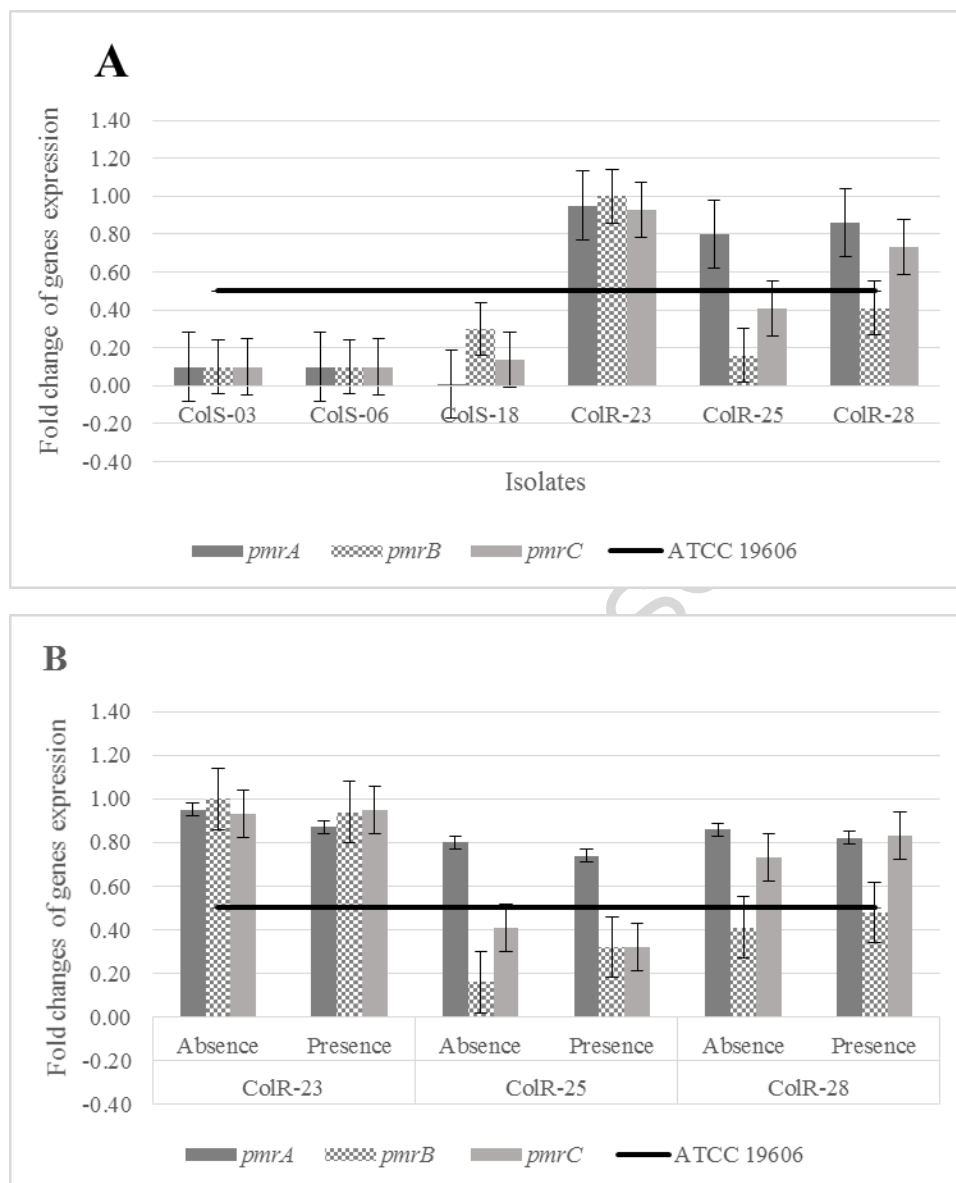 A
Fold change of genes expression
1.40
1.20
1.00
0.80
0.60
0.40
0.20
0.00
-0.20
-0.40
ColS-03 ColS-06 ColS-18 ColR-23 ColR-25 ColR-28
Isolates
pmrA pmrB pmrC ATCC 19606
B
Fold changes of genes expression
1.40
1.20
1.00
0.80
0.60
0.40
0.20
0.00
-0.20
-0.40
Absence Presence Absence Presence Absence Presence
ColR-23 ColR-25 ColR-28
pmrA pmrB pmrC ATCC 19606